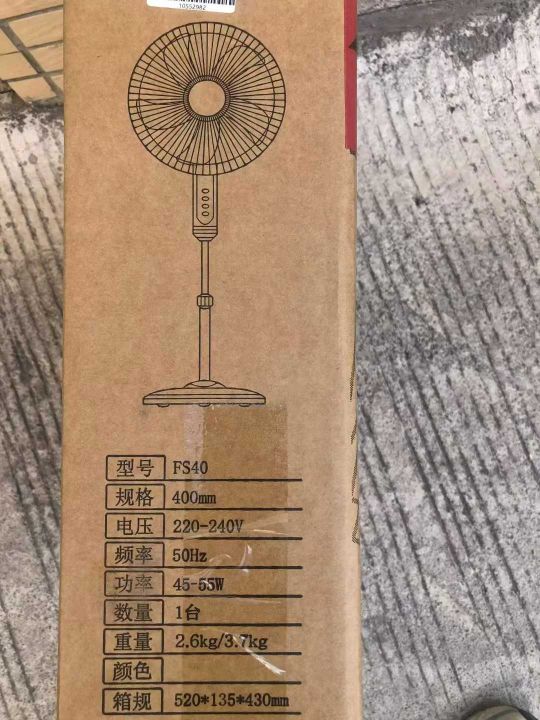 10552982
型号 FS40
规格 400mm
电压 220-240V
频率 50Hz
功率 45-55W
数量 1台
重量 2.6kg/3.7kg
颜色
箱规 520*135*430mm